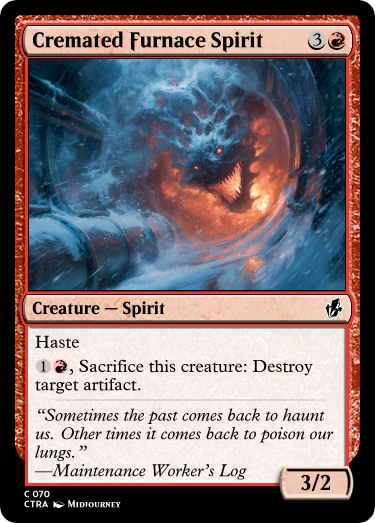 Cremated Furnace Spirit 3
Creature — Spirit
Haste
1, Sacrifice this creature: Destroy
target artifact.
“Sometimes the past comes back to haunt
us. Other times it comes back to poison our
lungs.”
—Maintenance Worker’s Log
3/2
C 070
CTRA Midjourney